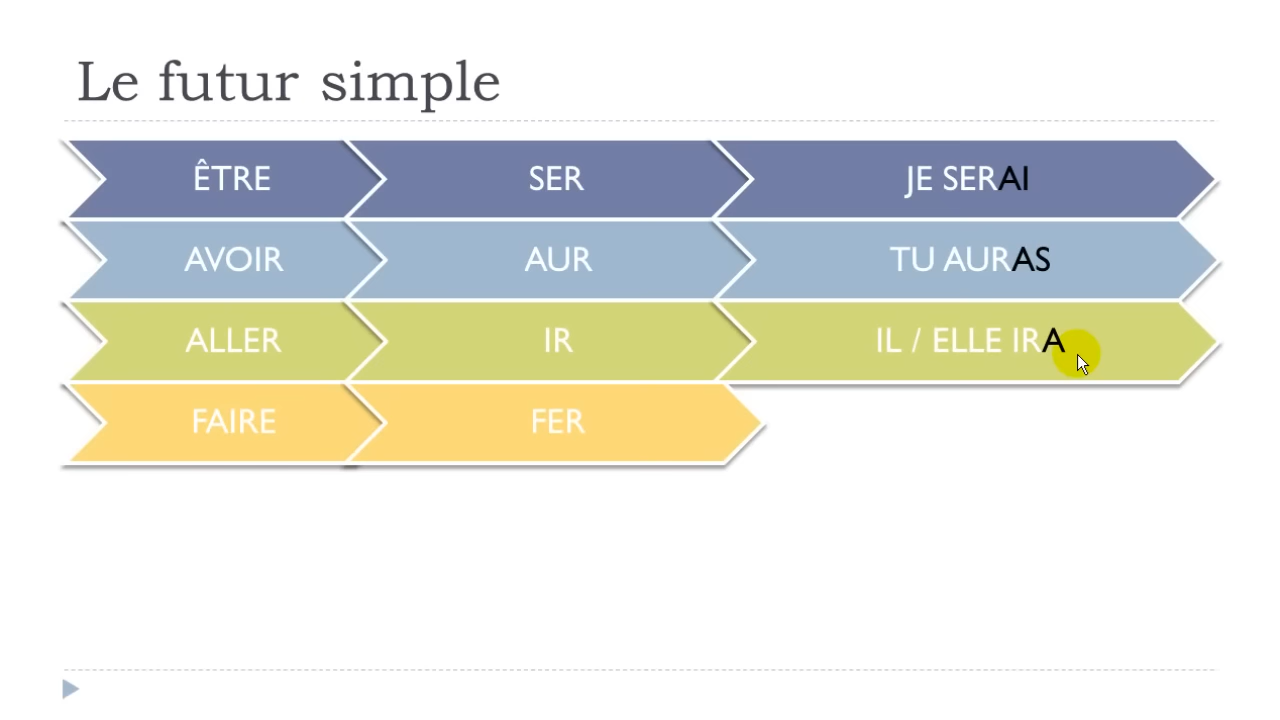 Le futur simple
ÊTRE SER JE SERAI
AVOIR AUR TU AURAS
ALLER IR IL / ELLE IRA
FAIRE FER